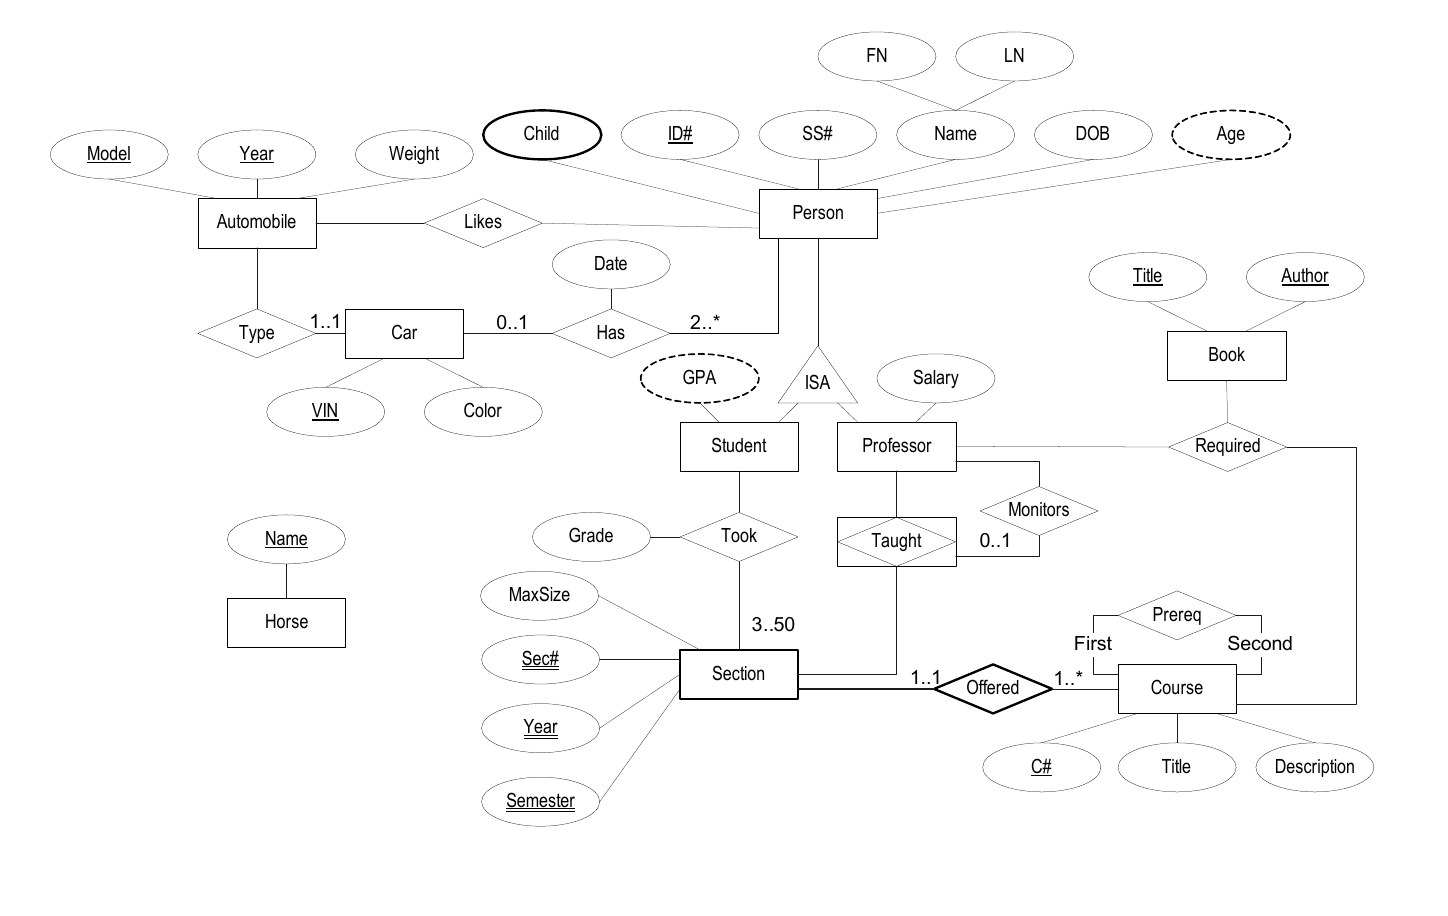 FN
LN
Child
ID#
SS#
Name
DOB
Age
Model
Year
Weight
Automobile
Likes
Person
Date
Title
Author
Type
1..1
Car
0..1
Has
2..*
Book
GPA
ISA
Salary
VIN
Color
Student
Professor
Required
Monitors
Name
Grade
Took
Taught
0..1
MaxSize
Horse
3..50
Prereq
First
Second
Sec#
Section
1..1
Offered
1..*
Course
Year
C#
Title
Description
Semester